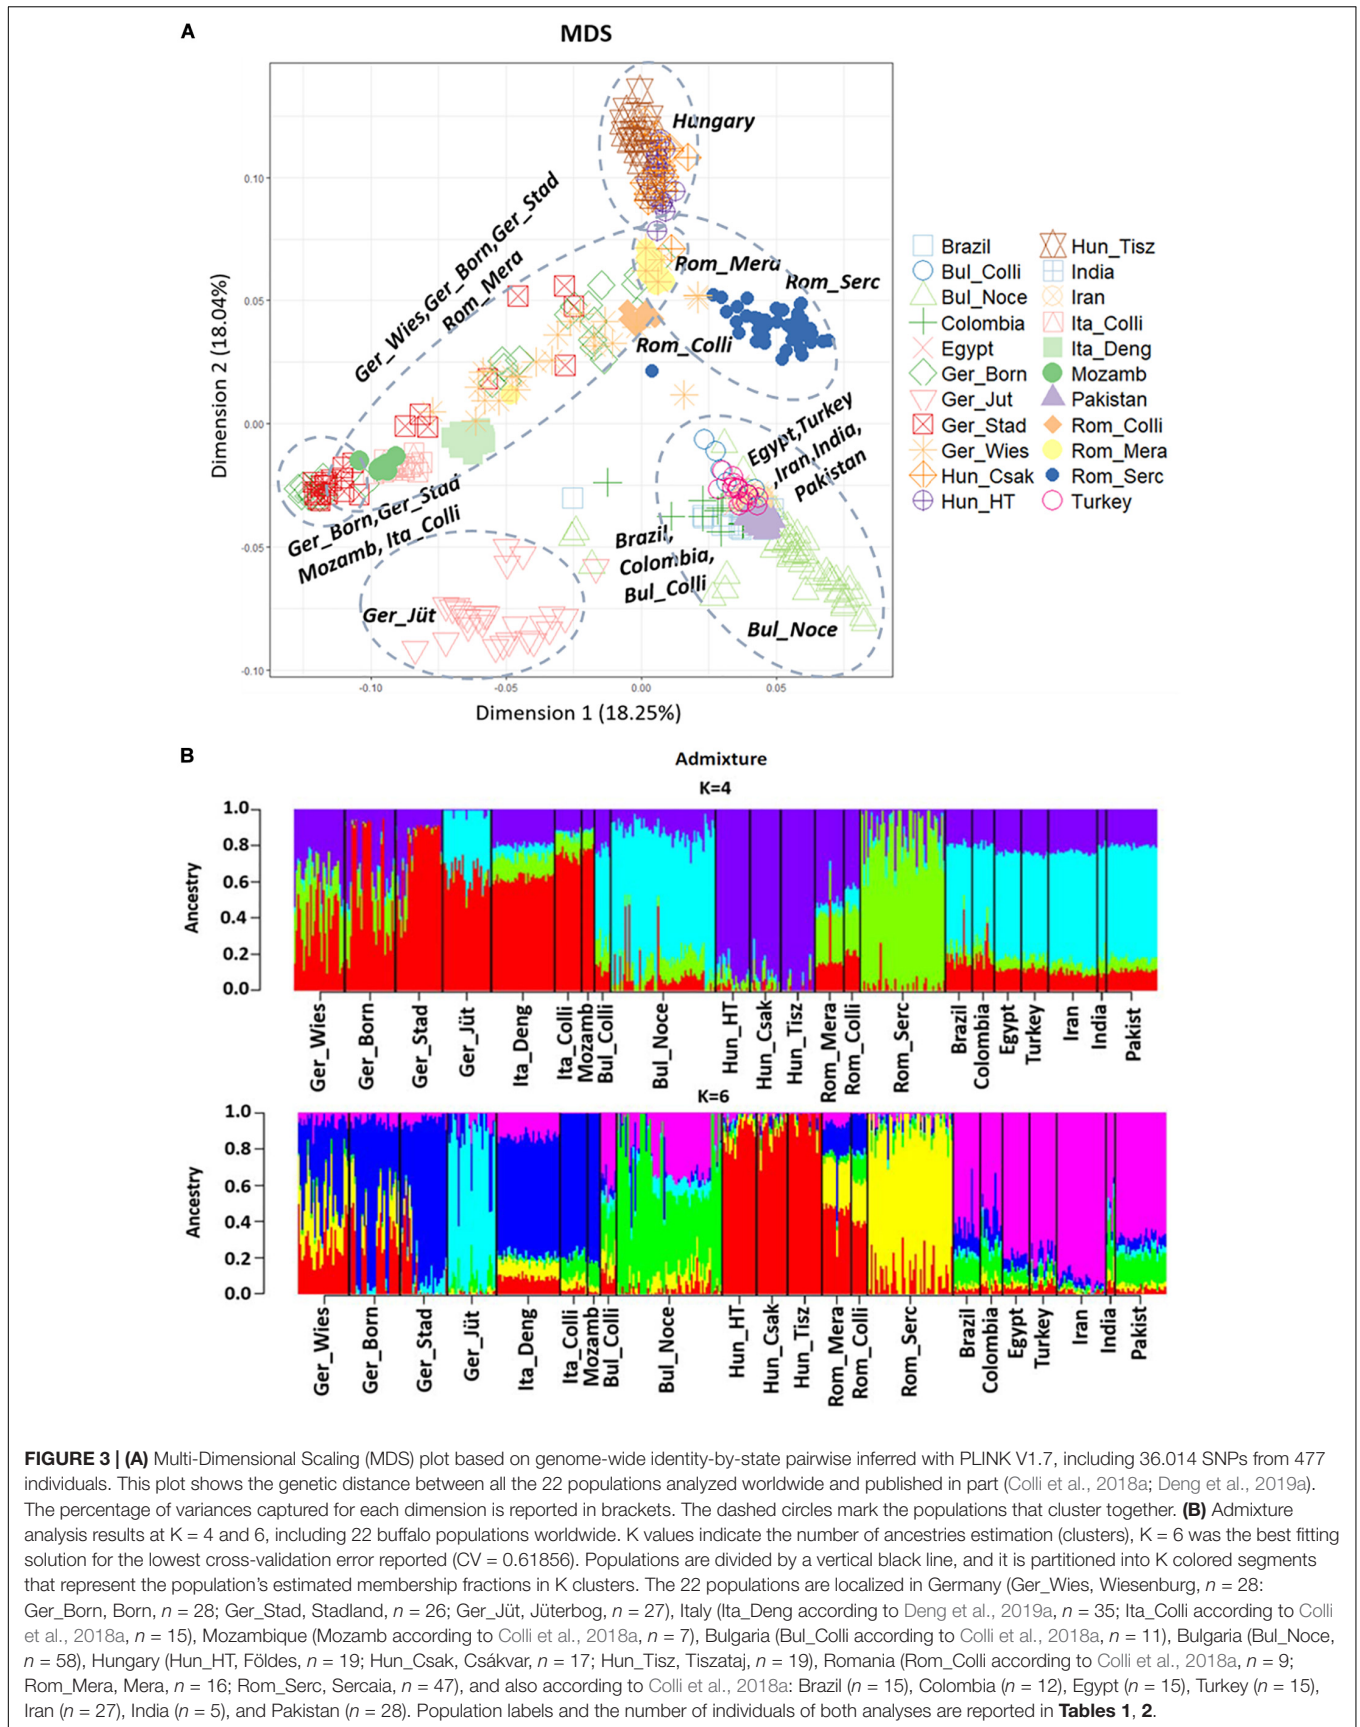 A
MDS
Hungary
Ger_Wies,Ger_Born,Ger_Stad
Rom_Mera
Rom_Mera
Rom_Serc
Rom_Colli
Egypt,Turkey
,Iran,India,
Pakistan
Ger_Born,Ger_Stad
Mozamb, Ita_Colli
Brazil,
Colombia,
Bul_Colli
Ger_Jüt
Bul_Noce
0.10
0.05
0.00
-0.05
-0.10
Dimension 2 (18.04%)
-0.10 -0.05 0.00 0.05
Dimension 1 (18.25%)
Brazil
Bul_Colli
Bul_Noce
Colombia
Egypt
Ger_Born
Ger_Jut
Ger_Stad
Ger_Wies
Hun_Csak
Hun_HT
Hun_Tisz
India
Iran
Ita_Colli
Ita_Deng
Mozamb
Pakistan
Rom_Colli
Rom_Mera
Rom_Serc
Turkey
B
Admixture
K=4
1.0
0.8
0.6
0.4
0.2
0.0
Ancestry
Ger_Wies
Ger_Born
Ger_Stad
Ger_Jüt
Ita_Deng
Ita_Colli
Mozamb
Bul_Colli
Bul_Noce
Hun_HT
Hun_Csak
Hun_Tisz
Rom_Mera
Rom_Colli
Rom_Serc
Brazil
Colombia
Egypt
Turkey
Iran
India
Pakist
K=6
1.0
0.8
0.6
0.4
0.2
0.0
Ancestry
Ger_Wies
Ger_Born
Ger_Stad
Ger_Jüt
Ita_Deng
Ita_Colli
Mozamb
Bul_Colli
Bul_Noce
Hun_HT
Hun_Csak
Hun_Tisz
Rom_Mera
Rom_Colli
Rom_Serc
Brazil
Colombia
Egypt
Turkey
Iran
India
Pakist
FIGURE 3 | (A) Multi-Dimensional Scaling (MDS) plot based on genome-wide identity-by-state pairwise inferred with PLINK V1.7, including 36.014 SNPs from 477
individuals. This plot shows the genetic distance between all the 22 populations analyzed worldwide and published in part (Colli et al., 2018a; Deng et al., 2019a).
The percentage of variances captured for each dimension is reported in brackets. The dashed circles mark the populations that cluster together. (B) Admixture
analysis results at K = 4 and 6, including 22 buffalo populations worldwide. K values indicate the number of ancestries estimation (clusters), K = 6 was the best fitting
solution for the lowest cross-validation error reported (CV = 0.61856). Populations are divided by a vertical black line, and it is partitioned into K colored segments
that represent the population's estimated membership fractions in K clusters. The 22 populations are localized in Germany (Ger_Wies, Wiesenburg, n = 28:
Ger_Born, Born, n = 28; Ger_Stad, Stadland, n = 26; Ger_Jüt, Jüterbog, n = 27), Italy (Ita_Deng according to Deng et al., 2019a, n = 35; Ita_Colli according to Colli
et al., 2018a, n = 15), Mozambique (Mozamb according to Colli et al., 2018a, n = 7), Bulgaria (Bul_Colli according to Colli et al., 2018a, n = 11), Bulgaria (Bul_Noce,
n = 58), Hungary (Hun_HT, Földes, n = 19; Hun_Csak, Csákvar, n = 17; Hun_Tisz, Tiszataj, n = 19), Romania (Rom_Colli according to Colli et al., 2018a, n = 9;
Rom_Mera, Mera, n = 16; Rom_Serc, Sercaia, n = 47), and also according to Colli et al., 2018a: Brazil (n = 15), Colombia (n = 12), Egypt (n = 15), Turkey (n = 15),
Iran (n = 27), India (n = 5), and Pakistan (n = 28). Population labels and the number of individuals of both analyses are reported in Tables 1, 2.